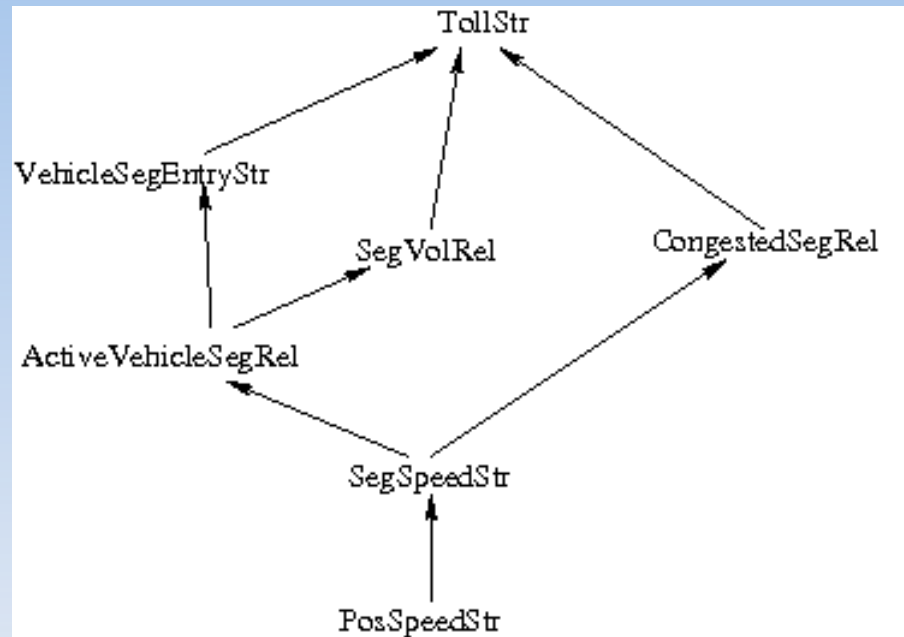 TollStr
VehicleSegEntryStr
SegVolRel
CongestedSegRel
ActiveVehicleSegRel
SegSpeedStr
PosSpeedStr